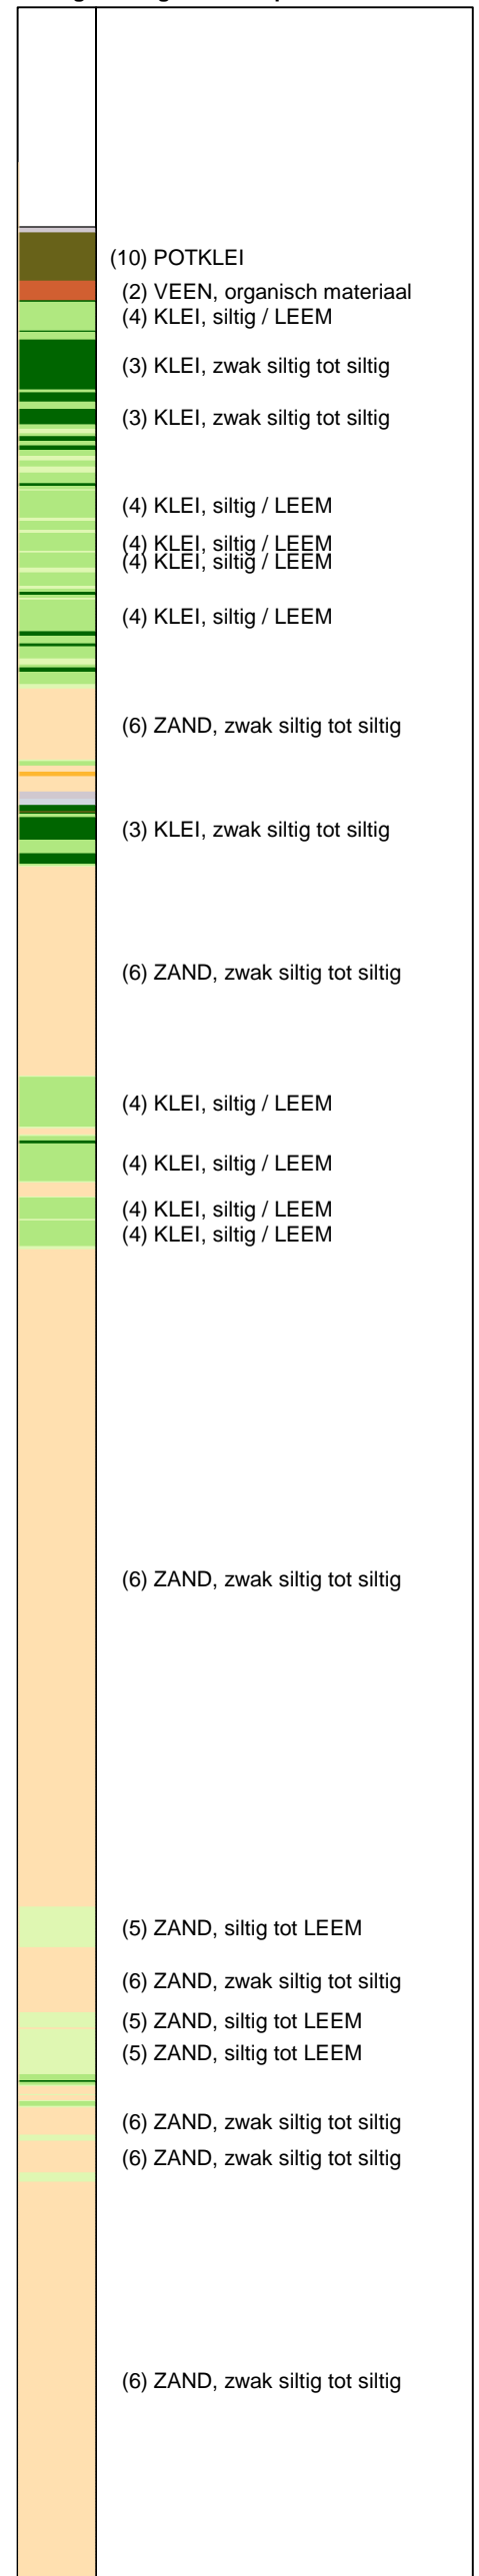 (10) POTKLEI
(2) VEEN, organisch materiaal
(4) KLEI, siltig / LEEM
(3) KLEI, zwak siltig tot siltig
(3) KLEI, zwak siltig tot siltig
(4) KLEI, siltig / LEEM
(4) KLEI, siltig / LEEM
(4) KLEI, siltig / LEEM
(4) KLEI, siltig / LEEM
(6) ZAND, zwak siltig tot siltig
(3) KLEI, zwak siltig tot siltig
(6) ZAND, zwak siltig tot siltig
(4) KLEI, siltig / LEEM
(4) KLEI, siltig / LEEM
(4) KLEI, siltig / LEEM
(4) KLEI, siltig / LEEM
(6) ZAND, zwak siltig tot siltig
(5) ZAND, siltig tot LEEM
(6) ZAND, zwak siltig tot siltig
(5) ZAND, siltig tot LEEM
(5) ZAND, siltig tot LEEM
(6) ZAND, zwak siltig tot siltig
(6) ZAND, zwak siltig tot siltig
(6) ZAND, zwak siltig tot siltig